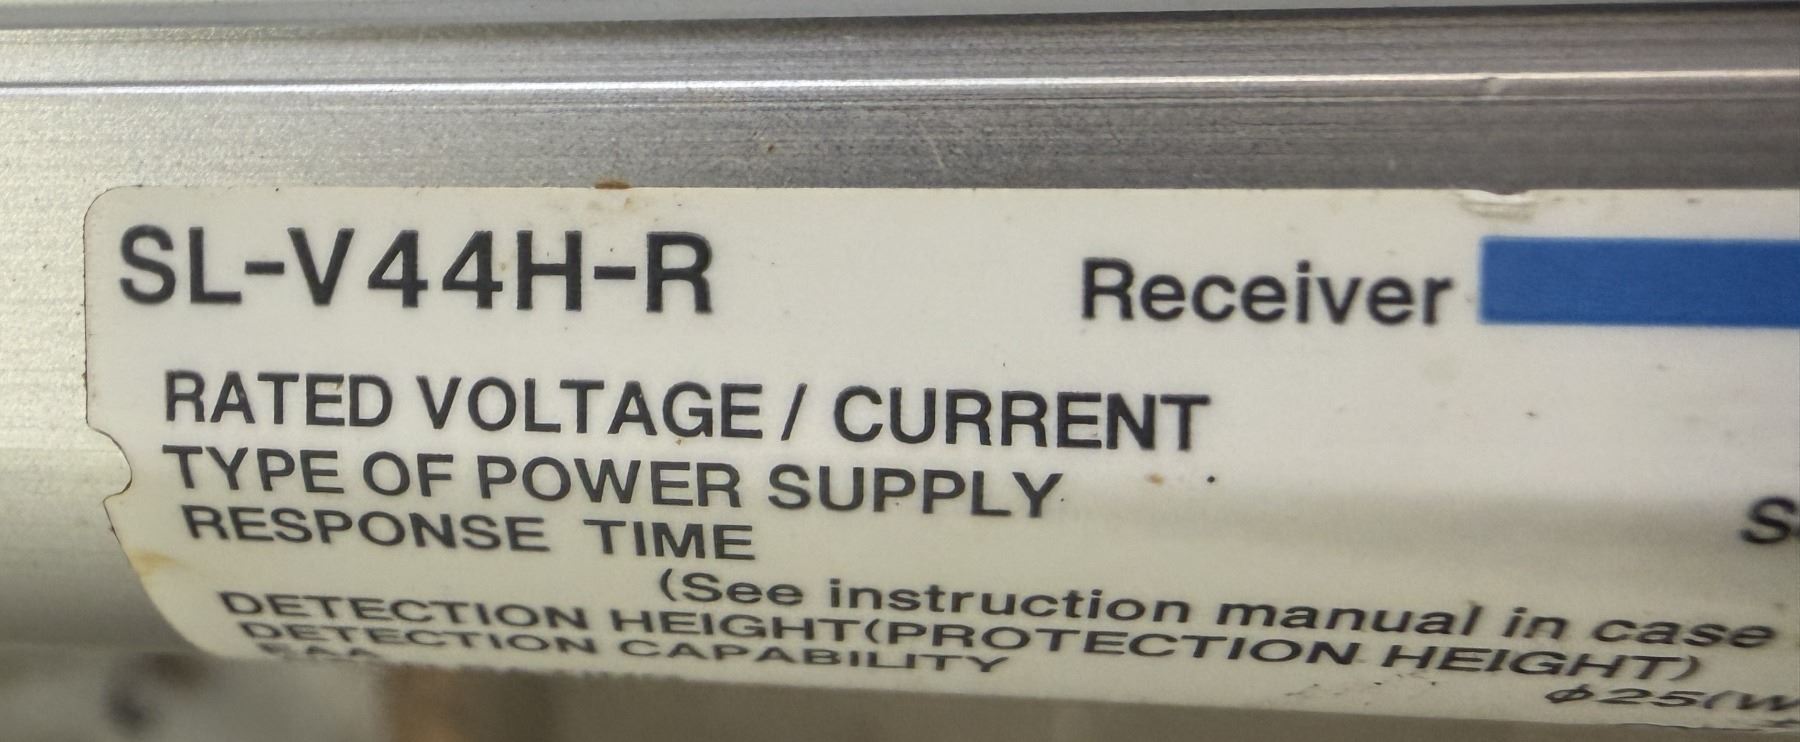 SL-V44H-R Receiver
RATED VOLTAGE / CURRENT
TYPE OF POWER SUPPLY
RESPONSE TIME
(See instruction manual in case
DETECTION HEIGHT(PROTECTION HEIGHT)
DETECTION CAPABILITY
φ25(W